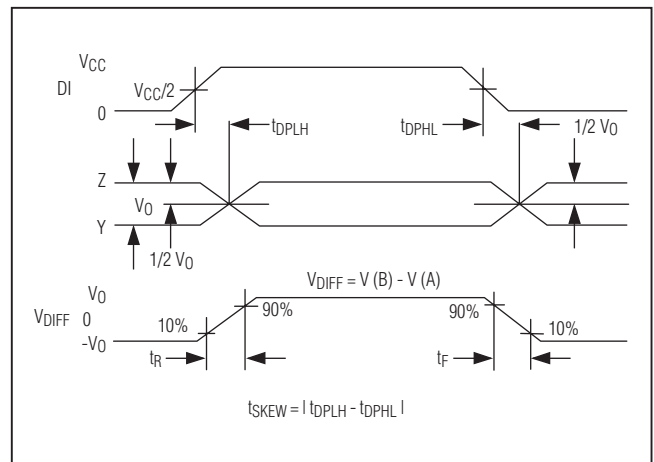 VCC
DI
VCC/2
0
tDPLH
tDPHL
1/2 VO
Z
VO
Y
1/2 VO
VDIFF = V (B) - V (A)
VO
VDIFF 0
-VO
10%
90%
90%
10%
tR
tF
tSKEW = | tDPLH - tDPHL |